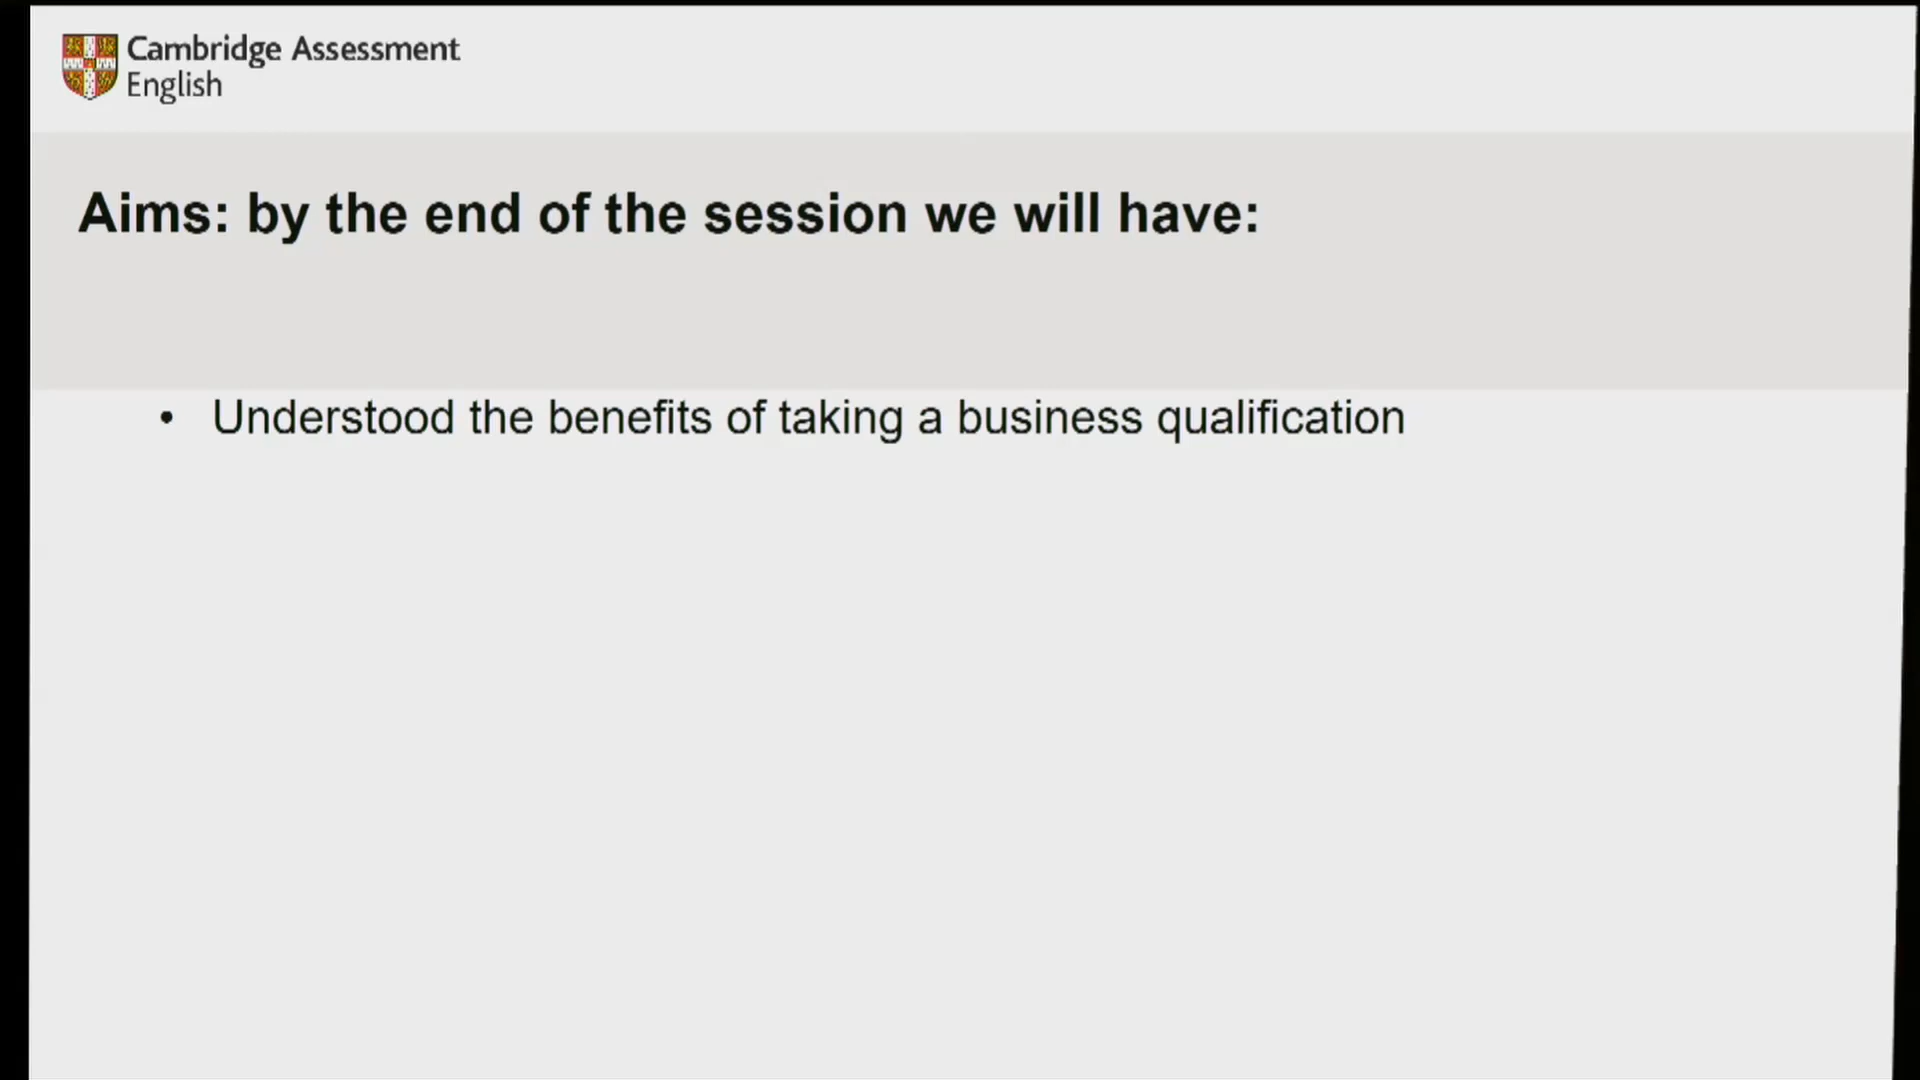 Cambridge Assessment
English
Aims: by the end of the session we will have:
• Understood the benefits of taking a business qualification